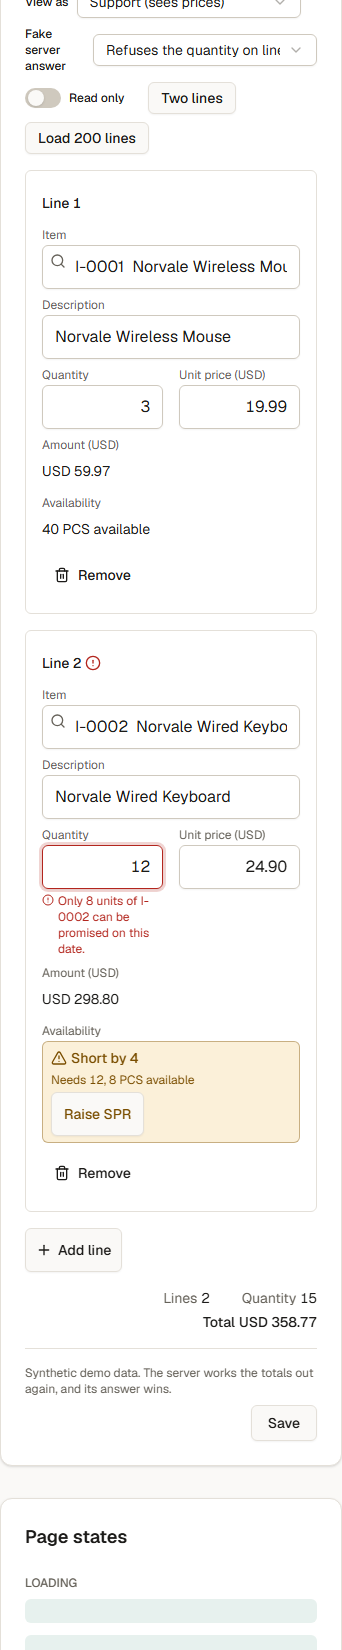 View as Support (sees prices)
Fake server answer
Refuses the quantity on line
Read only
Two lines
Load 200 lines
Line 1
Item
I-0001 Norvale Wireless Mou
Description
Norvale Wireless Mouse
Quantity Unit price (USD)
3 19.99
Amount (USD)
USD 59.97
Availability
40 PCS available
Remove
Line 2
Item
I-0002 Norvale Wired Keybo
Description
Norvale Wired Keyboard
Quantity Unit price (USD)
12 24.90
Only 8 units of I-
0002 can be
promised on this
date.
Amount (USD)
USD 298.80
Availability
Short by 4
Needs 12, 8 PCS available
Raise SPR
Remove
Add line
Lines 2 Quantity 15
Total USD 358.77
Synthetic demo data. The server works the totals out
again, and its answer wins.
Save
Page states
LOADING